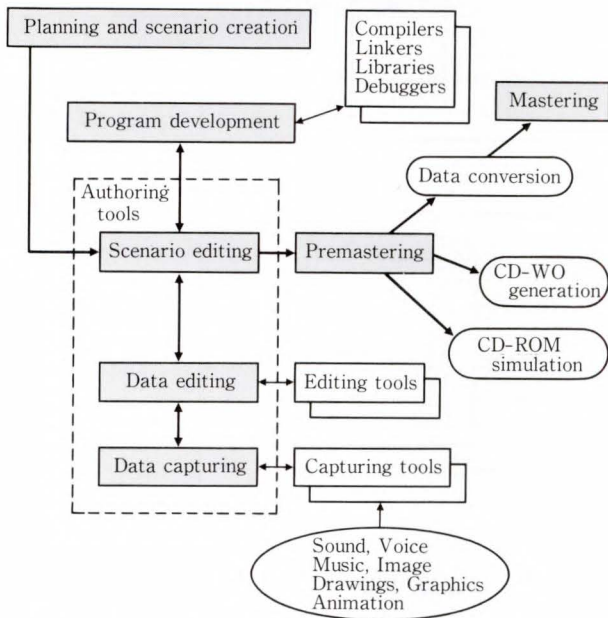 Planning and scenario creation
Compilers
Linkers
Libraries
Debuggers
Mastering
Program development
Data conversion
Authoring
tools
Scenario editing
Premastering
CD-WO
generation
CD-ROM
simulation
Data editing
Editing tools
Data capturing
Capturing tools
Sound, Voice
Music, Image
Drawings, Graphics
Animation